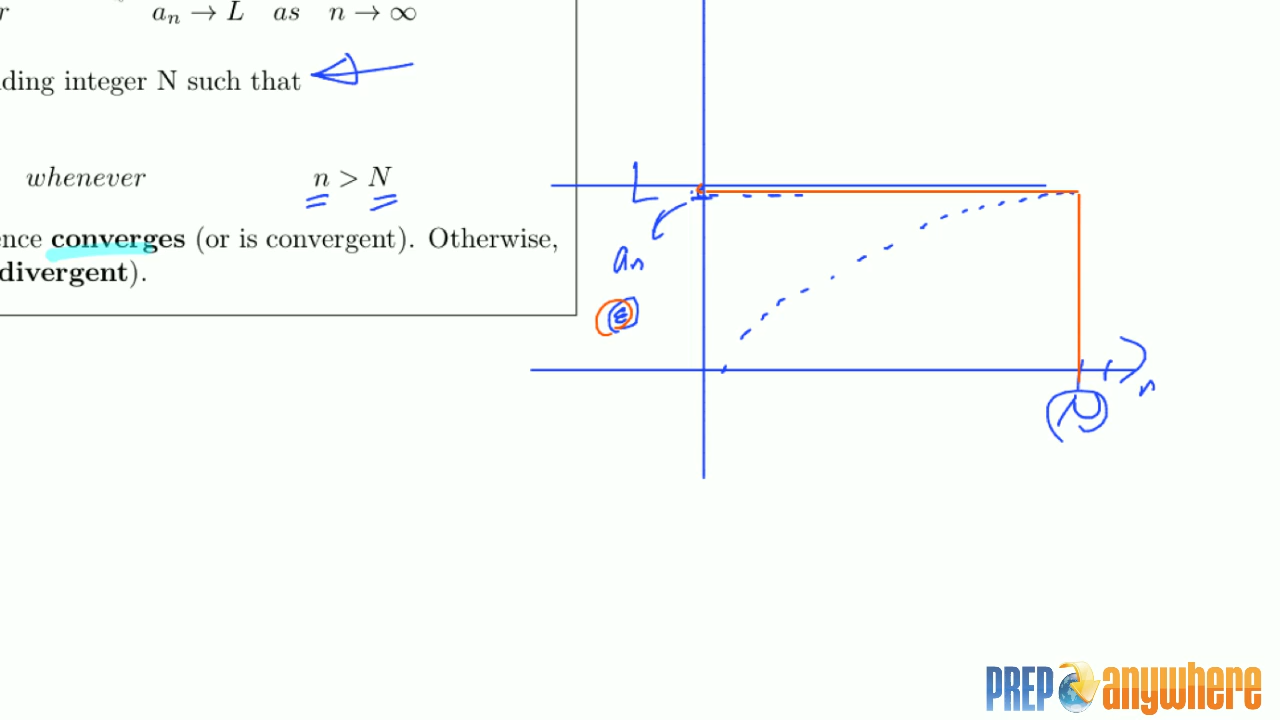 r a_n → L as n → ∞
ding integer N such that
whenever n > N
ence converges (or is convergent). Otherwise,
divergent).
L
a_n
ε
n
N
PREP anywhere